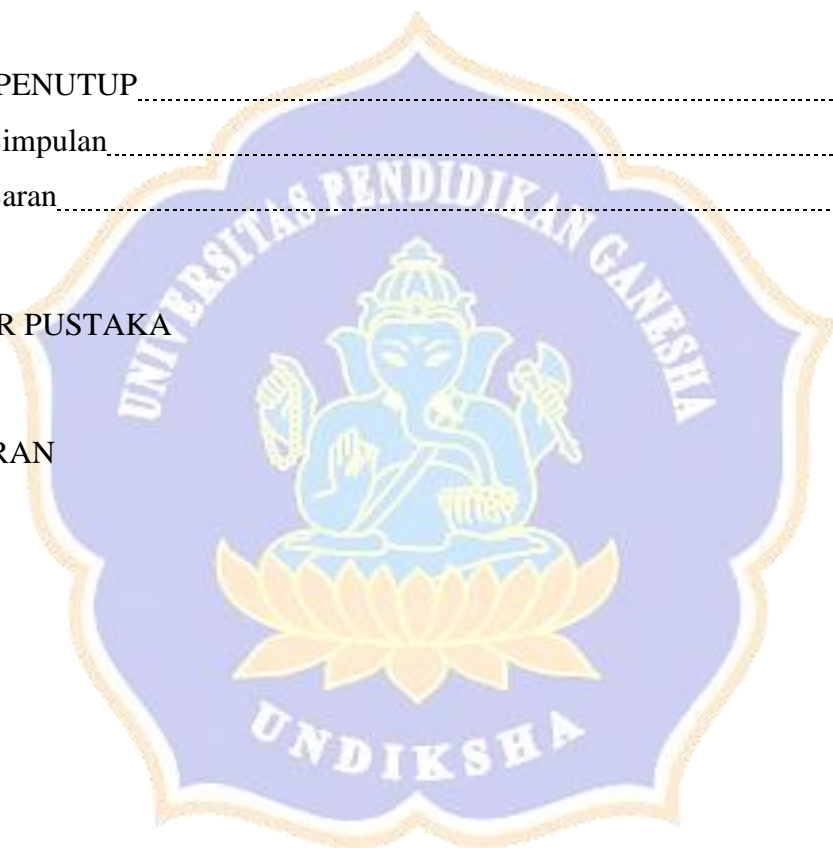 PENUTUP
impulan
aran
R PUSTAKA
RAN
UNIVERSITAS PENDIDIKAN GANESHA
UNDIKSHA